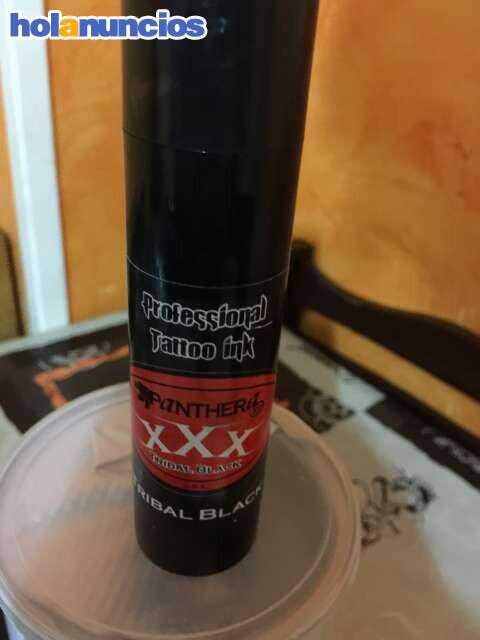 holanuncios
Professional
Tattoo ink
PANTHERA
xXx
TRIBAL BLACK
TRIBAL BLACK